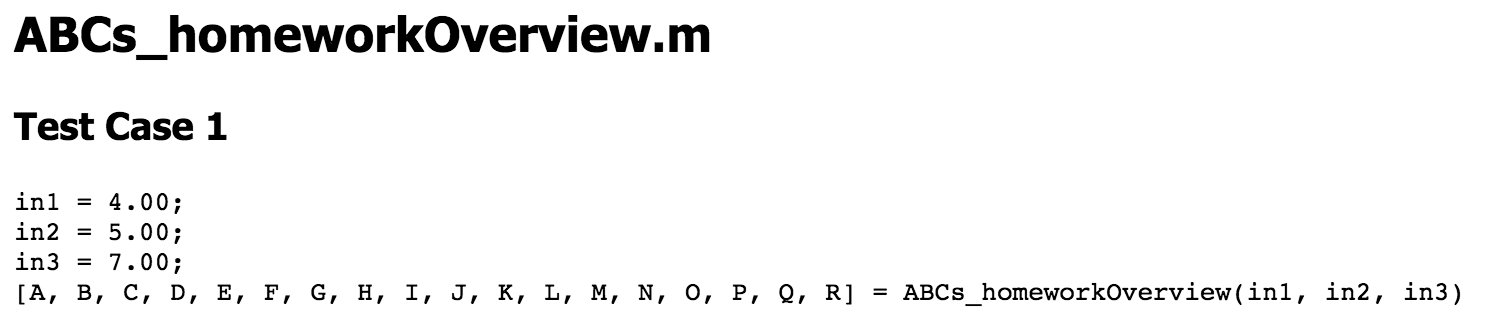 ABCs_homeworkOverview.m
Test Case 1
in1 = 4.00;
in2 = 5.00;
in3 = 7.00;
[A, B, C, D, E, F, G, H, I, J, K, L, M, N, O, P, Q, R] = ABCs_homeworkOverview(in1, in2, in3)